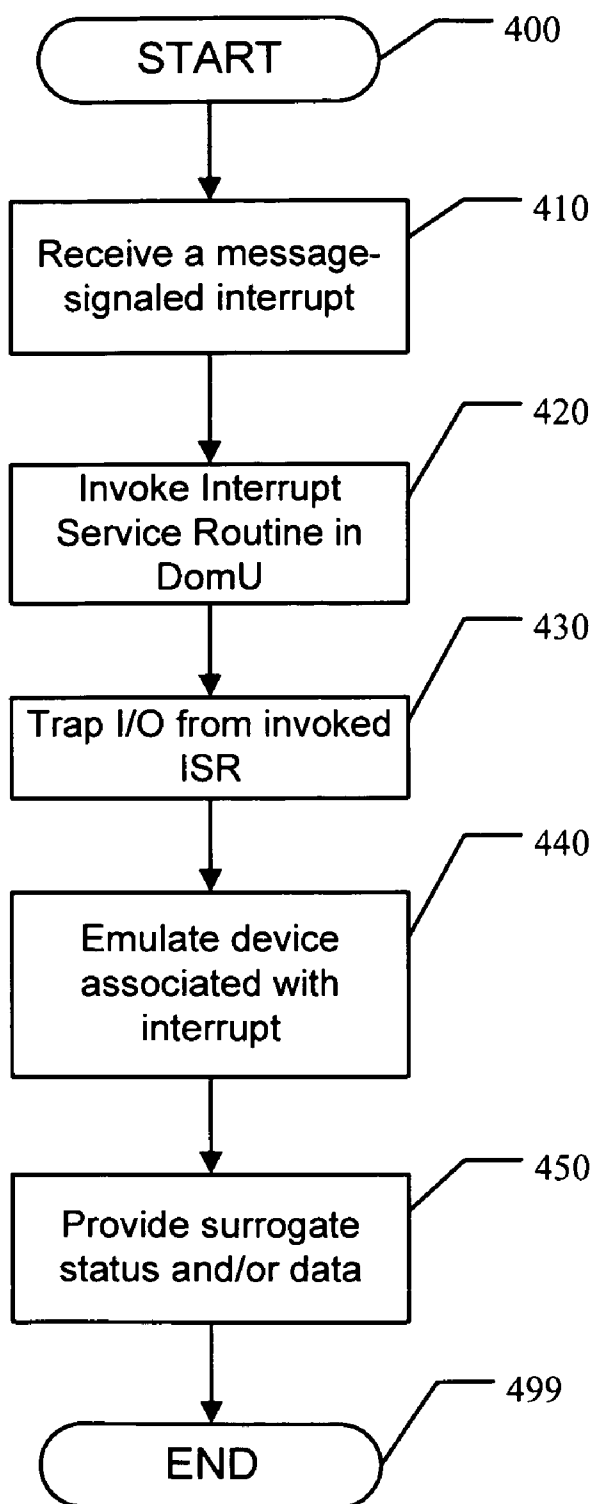 START
400
410
Receive a message-
signaled interrupt
420
Invoke Interrupt
Service Routine in
DomU
430
Trap I/O from invoked
ISR
440
Emulate device
associated with
interrupt
450
Provide surrogate
status and/or data
499
END